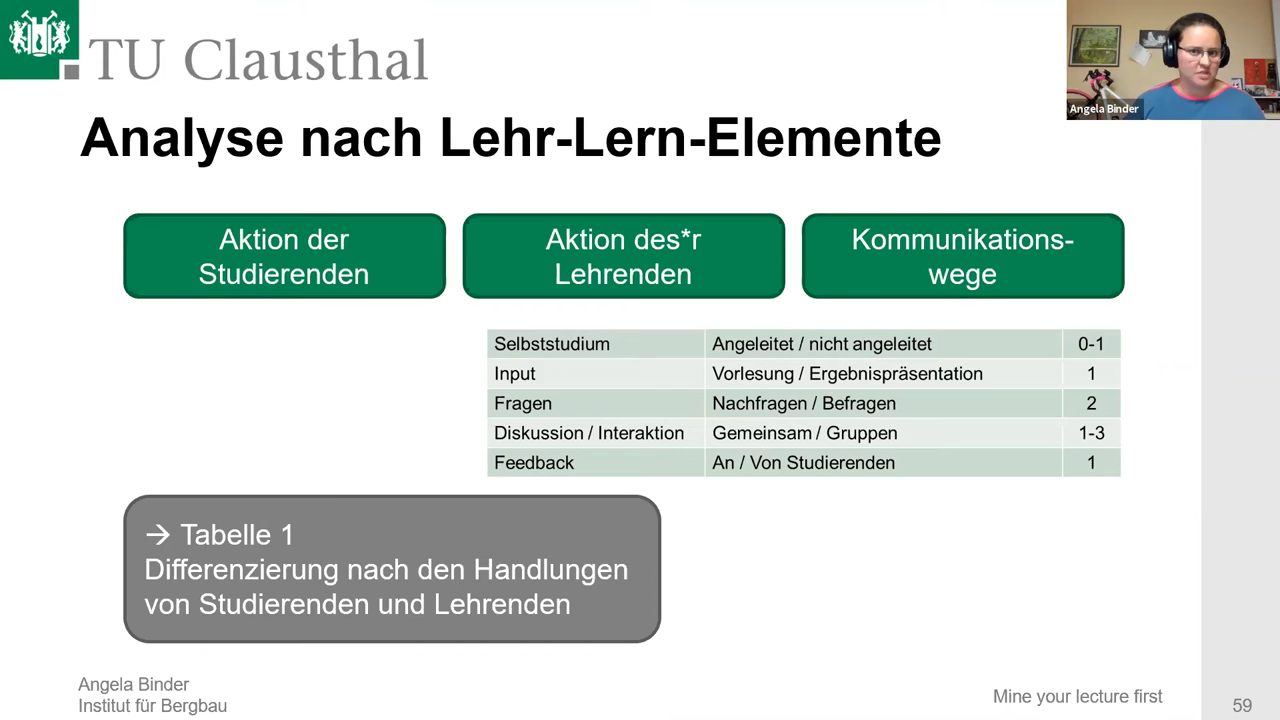 TU Clausthal
Angela Binder
Analyse nach Lehr-Lern-Elemente
Aktion der
Studierenden
Aktion des*r
Lehrenden
Kommunikations-
wege
Selbststudium Angeleitet / nicht angeleitet 0-1
Input Vorlesung / Ergebnispräsentation 1
Fragen Nachfragen / Befragen 2
Diskussion / Interaktion Gemeinsam / Gruppen 1-3
Feedback An / Von Studierenden 1
→ Tabelle 1
Differenzierung nach den Handlungen
von Studierenden und Lehrenden
Angela Binder
Institut für Bergbau
Mine your lecture first
59